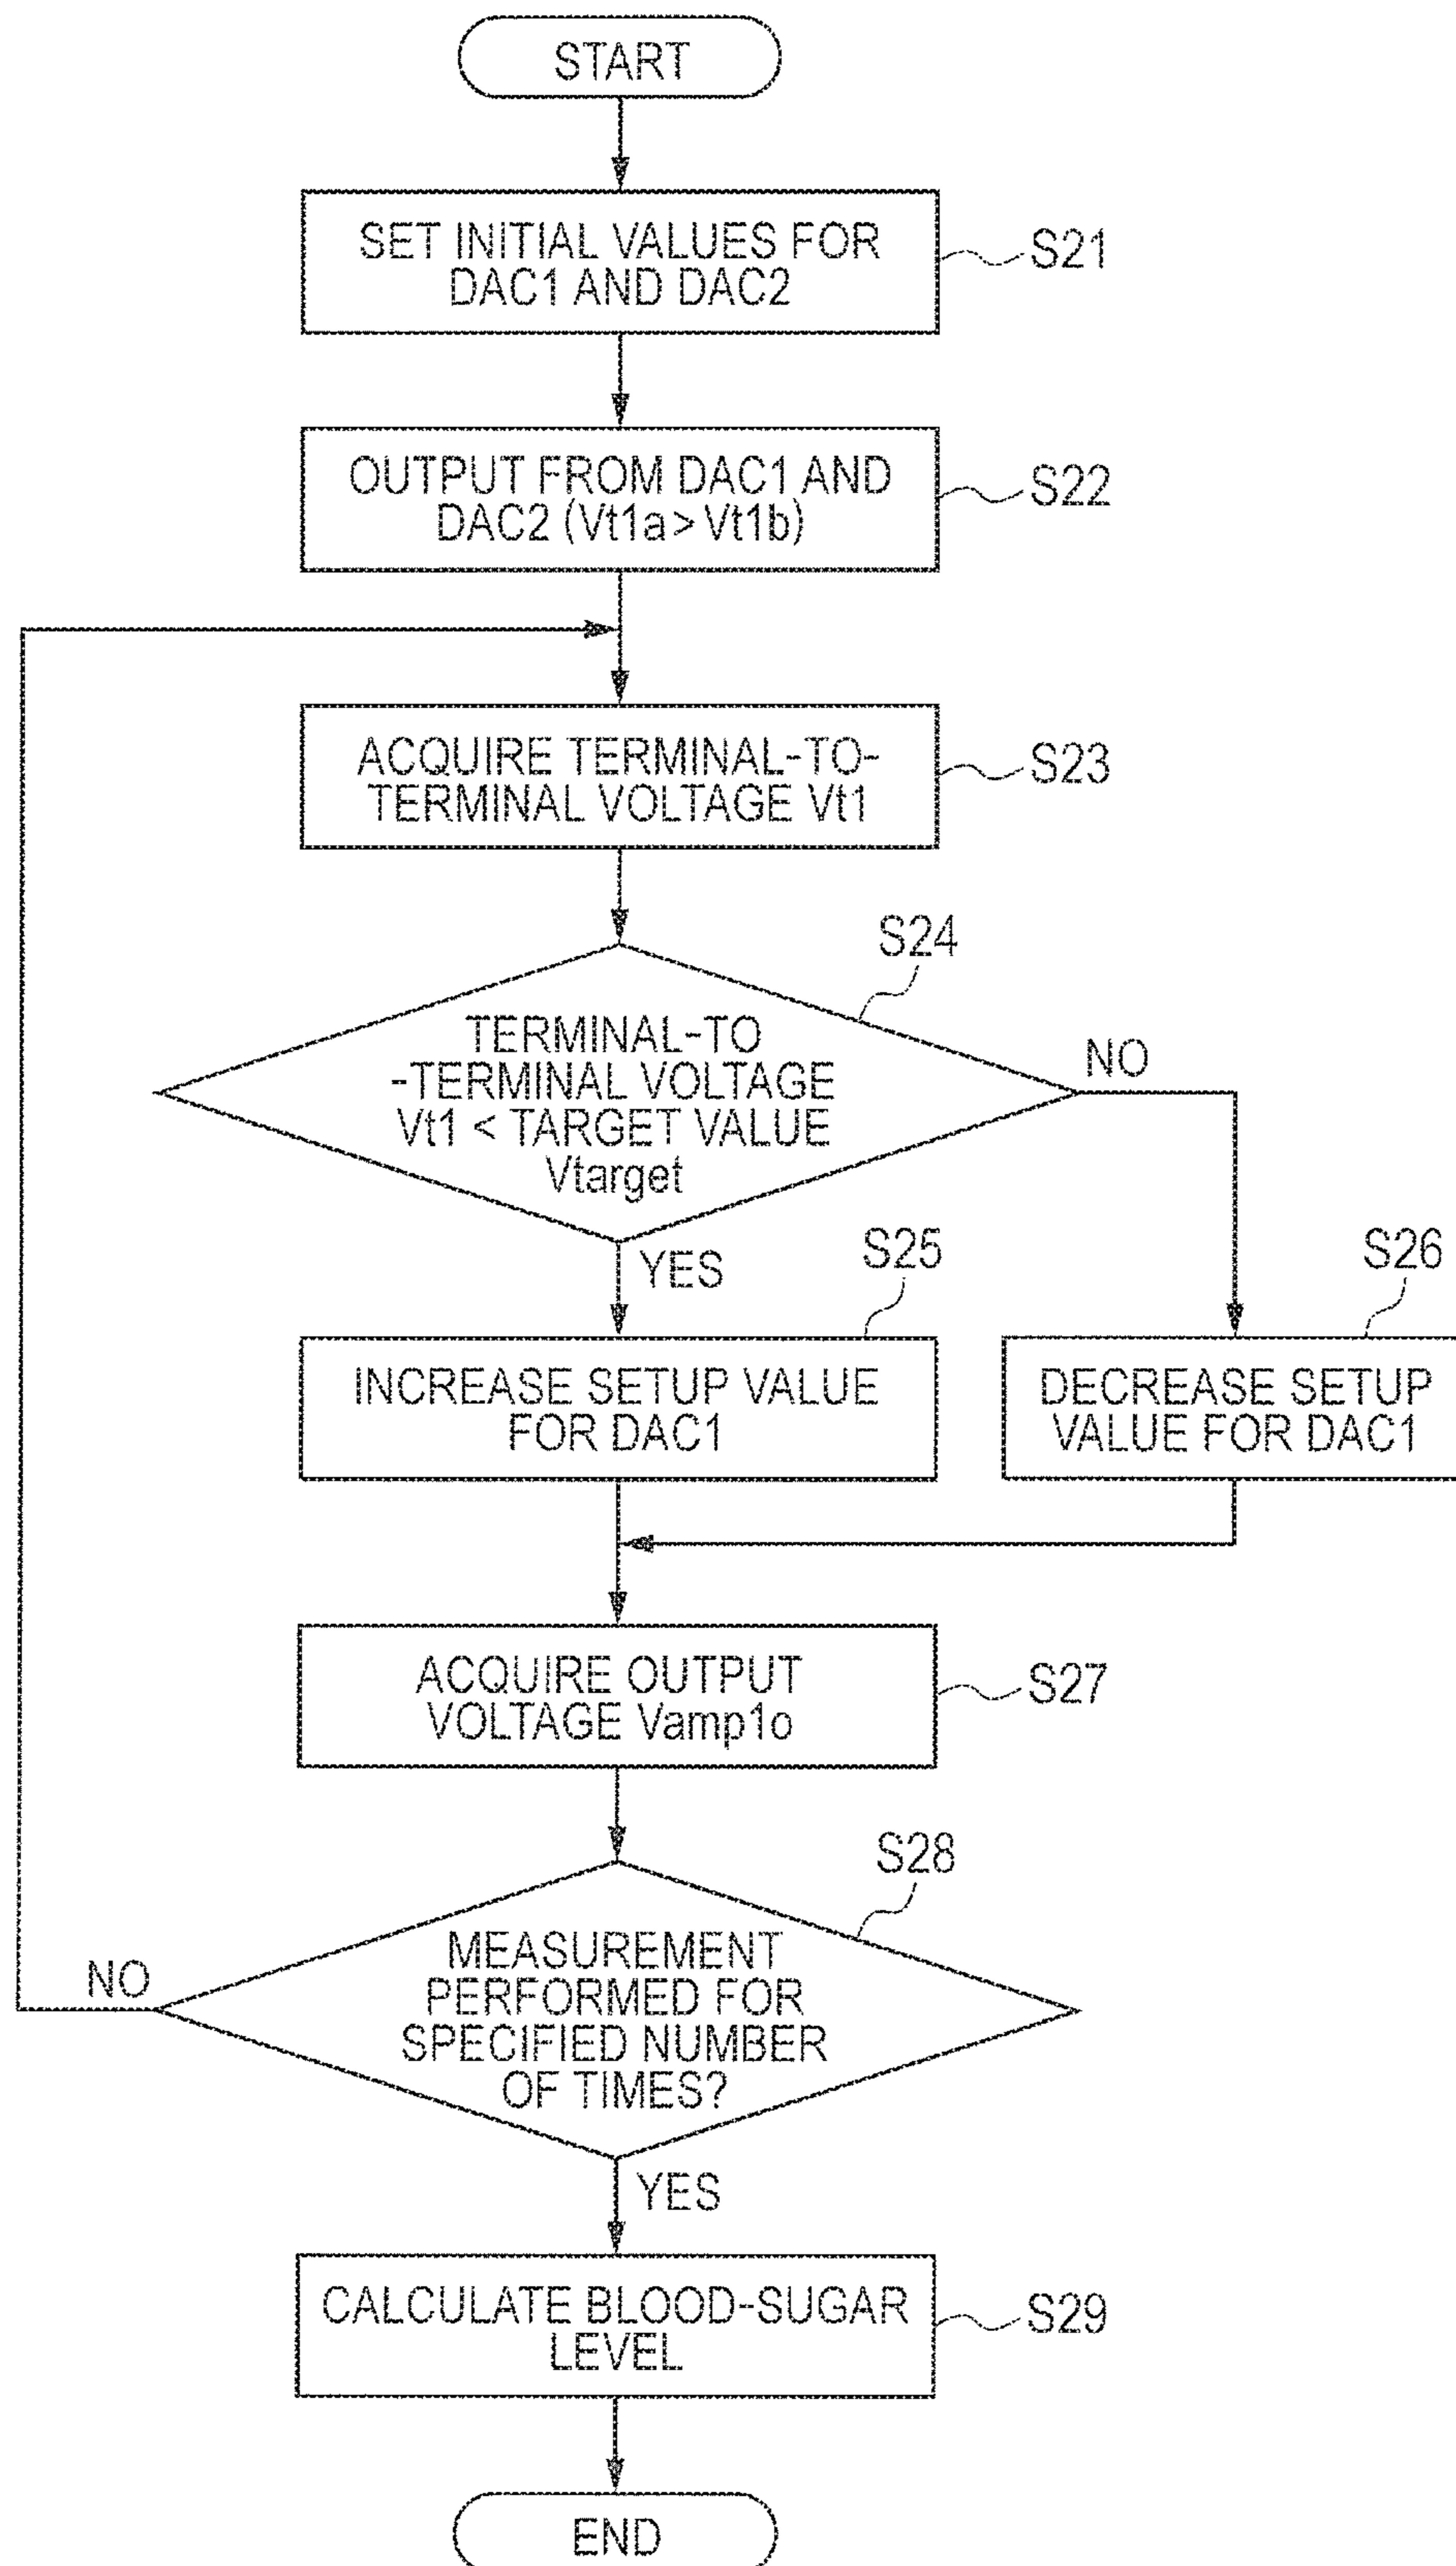 START
SET INITIAL VALUES FOR
DAC1 AND DAC2
S21
OUTPUT FROM DAC1 AND
DAC2 (Vt1a > Vt1b)
S22
ACQUIRE TERMINAL-TO-
TERMINAL VOLTAGE Vt1
S23
S24
TERMINAL-TO
-TERMINAL VOLTAGE
Vt1 < TARGET VALUE
Vtarget
NO
YES
S25
S26
INCREASE SETUP VALUE
FOR DAC1
DECREASE SETUP
VALUE FOR DAC1
ACQUIRE OUTPUT
VOLTAGE Vamp1o
S27
S28
MEASUREMENT
PERFORMED FOR
SPECIFIED NUMBER
OF TIMES?
NO
YES
CALCULATE BLOOD-SUGAR
LEVEL
S29
END